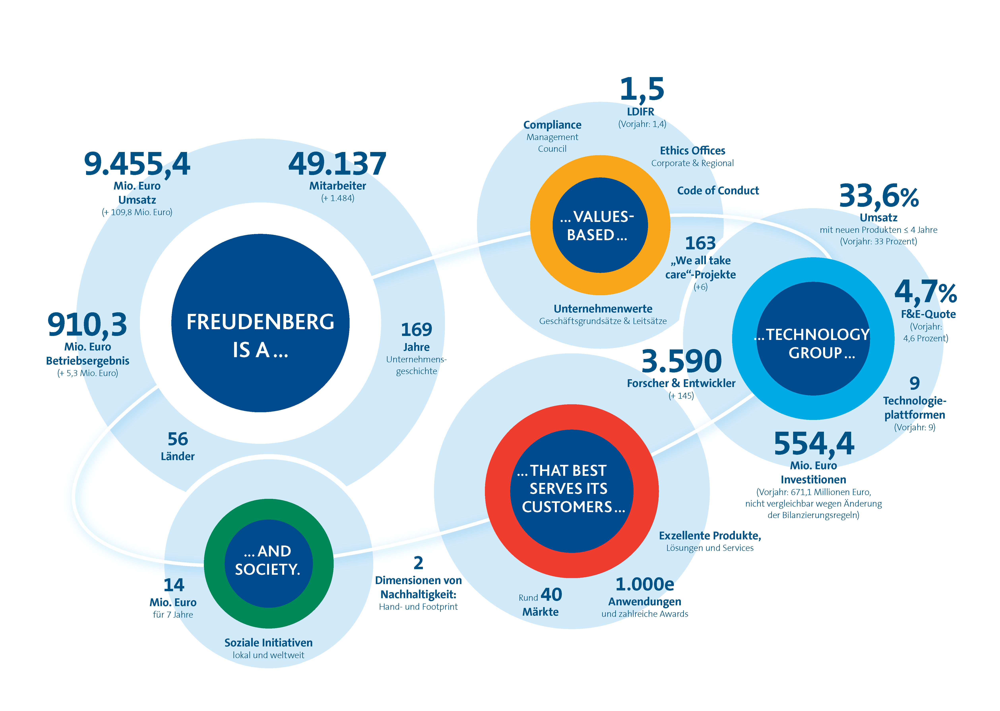 FREUDENBERG
IS A ...
9.455,4
Mio. Euro
Umsatz
(+ 109,8 Mio. Euro)
49.137
Mitarbeiter
(+ 1.484)
910,3
Mio. Euro
Betriebsergebnis
(+ 5,3 Mio. Euro)
169
Jahre
Unternehmens-
geschichte
56
Länder
... VALUES-
BASED ...
Compliance
Management
Council
1,5
LDIFR
(Vorjahr: 1,4)
Ethics Offices
Corporate & Regional
Code of Conduct
163
„We all take
care“-Projekte
(+6)
Unternehmenwerte
Geschäftsgrundsätze & Leitsätze
... TECHNOLOGY
GROUP ...
33,6%
Umsatz
mit neuen Produkten ≤ 4 Jahre
(Vorjahr: 33 Prozent)
4,7%
F&E-Quote
(Vorjahr:
4,6 Prozent)
9
Technologie-
plattformen
(Vorjahr: 9)
3.590
Forscher & Entwickler
(+ 145)
554,4
Mio. Euro
Investitionen
(Vorjahr: 671,1 Millionen Euro,
nicht vergleichbar wegen Änderung
der Bilanzierungsregeln)
... THAT BEST
SERVES ITS
CUSTOMERS ...
Exzellente Produkte,
Lösungen und Services
1.000e
Anwendungen
und zahlreiche Awards
Rund 40
Märkte
... AND
SOCIETY.
2
Dimensionen von
Nachhaltigkeit:
Hand- und Footprint
14
Mio. Euro
für 7 Jahre
Soziale Initiativen
lokal und weltweit